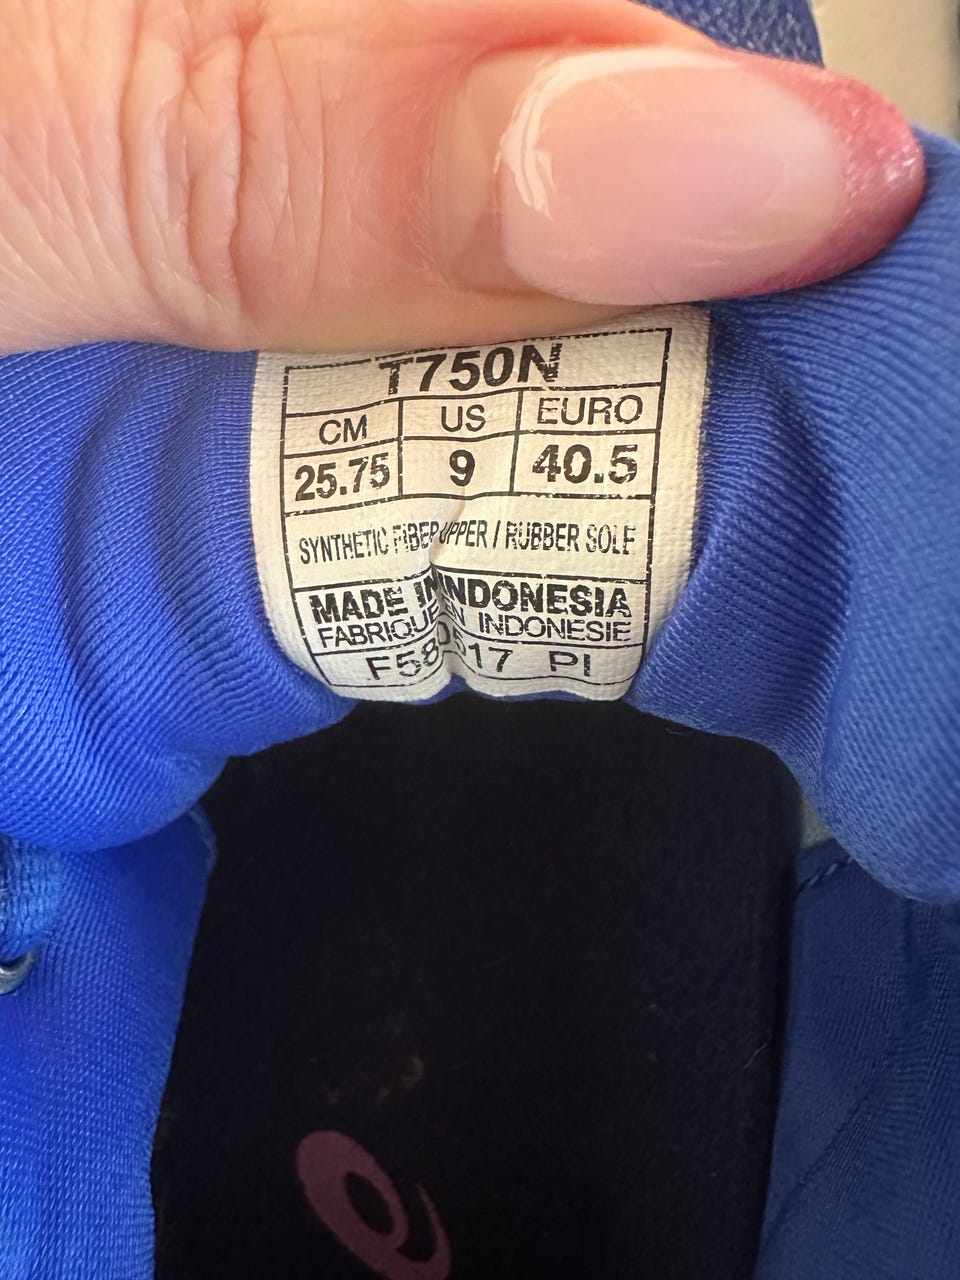 T750N
CM US EURO
25.75 9 40.5
SYNTHETIC FIBER UPPER / RUBBER SOLE
MADE IN INDONESIA
FABRIQUE EN INDONESIE
PI